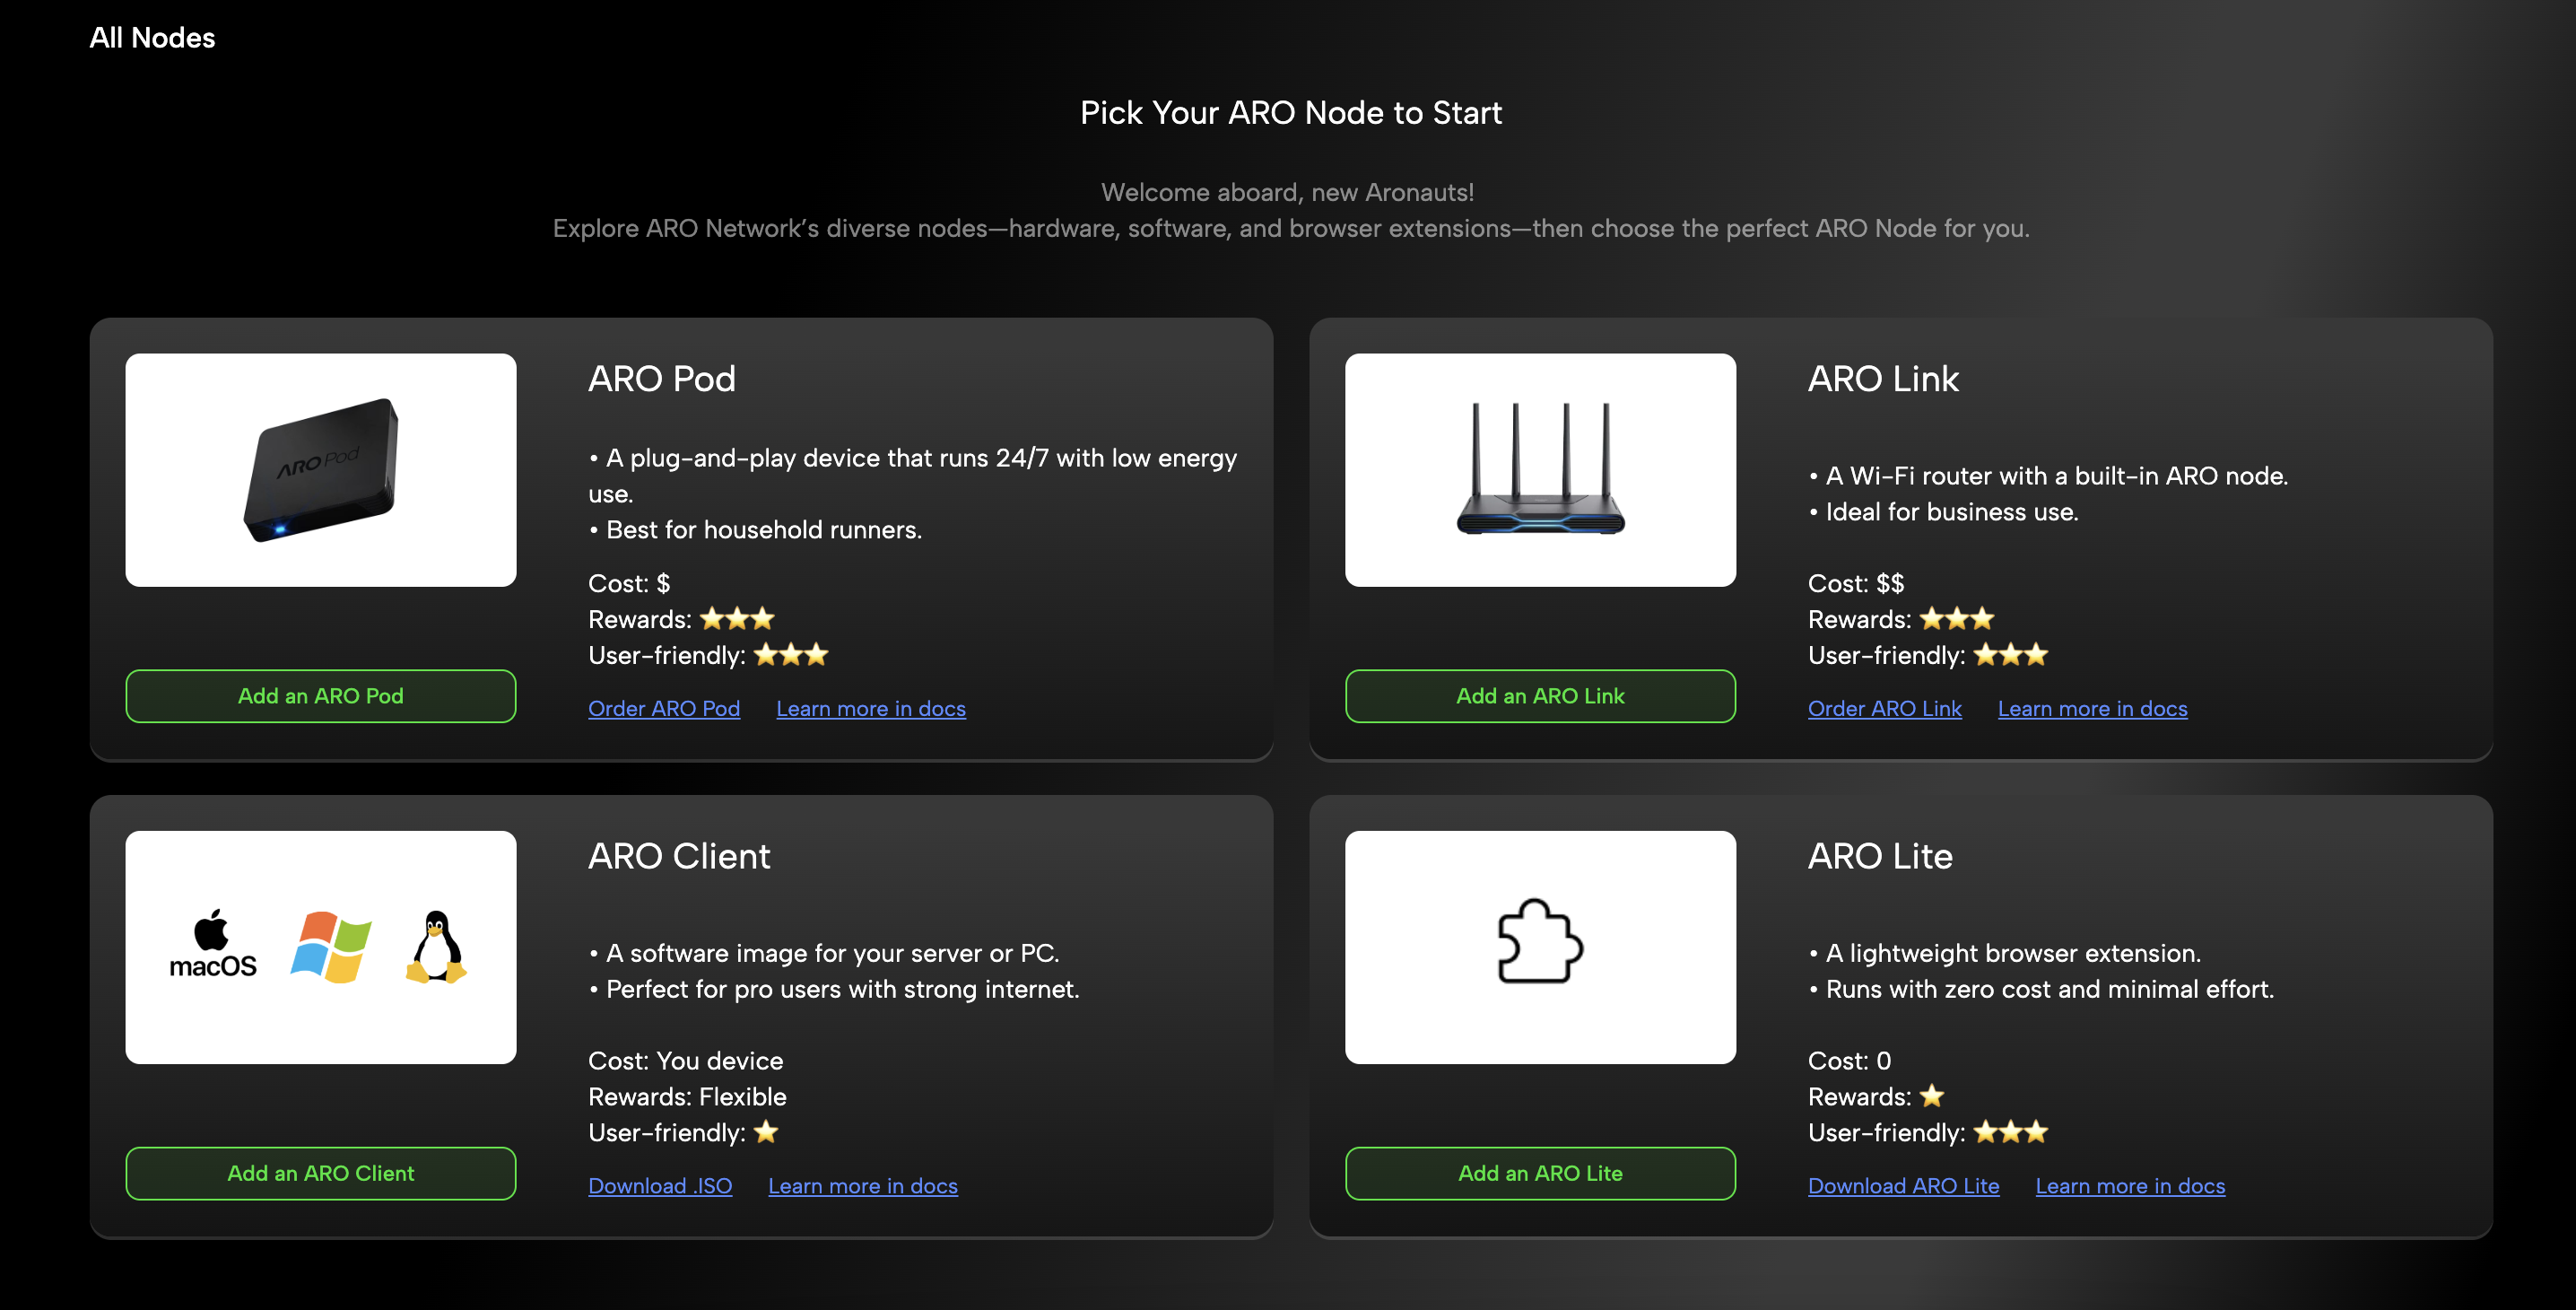 All Nodes
Pick Your ARO Node to Start
Welcome aboard, new Aronauts!
Explore ARO Network’s diverse nodes—hardware, software, and browser extensions—then choose the perfect ARO Node for you.
ARO Pod
ARO Pod
• A plug-and-play device that runs 24/7 with low energy
use.
• Best for household runners.
Cost: $
Rewards: ⭐⭐⭐
User-friendly: ⭐⭐⭐
Add an ARO Pod
Order ARO Pod Learn more in docs
ARO Link
• A Wi-Fi router with a built-in ARO node.
• Ideal for business use.
Cost: $$
Rewards: ⭐⭐⭐
User-friendly: ⭐⭐⭐
Add an ARO Link
Order ARO Link Learn more in docs
macOS
ARO Client
• A software image for your server or PC.
• Perfect for pro users with strong internet.
Cost: You device
Rewards: Flexible
User-friendly: ⭐
Add an ARO Client
Download .ISO Learn more in docs
ARO Lite
• A lightweight browser extension.
• Runs with zero cost and minimal effort.
Cost: 0
Rewards: ⭐
User-friendly: ⭐⭐⭐
Add an ARO Lite
Download ARO Lite Learn more in docs